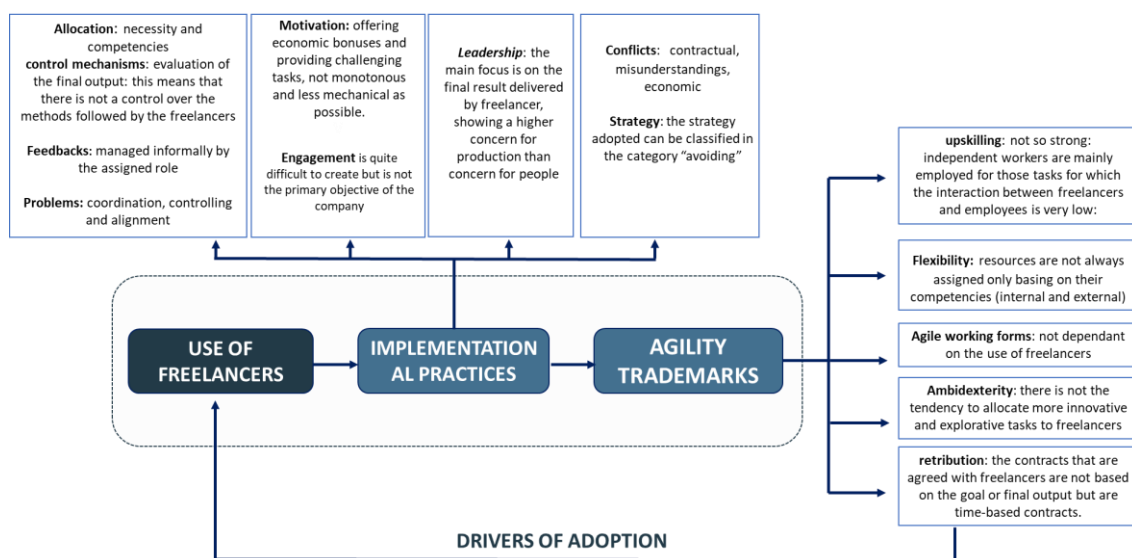 Allocation: necessity and
competencies
control mechanisms: evaluation of
the final output: this means that
there is not a control over the
methods followed by the freelancers
Feedbacks: managed informally by
the assigned role
Problems: coordination, controlling
and alignment
Motivation: offering
economic bonuses and
providing challenging
tasks, not monotonous
and less mechanical as
possible.
Engagement is quite
difficult to create but is not
the primary objective of the
company
Leadership: the
main focus is on the
final result delivered
by freelancer,
showing a higher
concern for
production than
concern for people
Conflicts: contractual,
misunderstandings,
economic
Strategy: the strategy
adopted can be classified
in the category “avoiding”
USE OF
FREELANCERS
IMPLEMENTATION
AL PRACTICES
AGILITY
TRADEMARKS
upskilling: not so strong:
independent workers are mainly
employed for those tasks for which
the interaction between freelancers
and employees is very low:
Flexibility: resources are not always
assigned only basing on their
competencies (internal and external)
Agile working forms: not dependant
on the use of freelancers
Ambidexterity: there is not the
tendency to allocate more innovative
and explorative tasks to freelancers
retribution: the contracts that are
agreed with freelancers are not based
on the goal or final output but are
time-based contracts.
DRIVERS OF ADOPTION